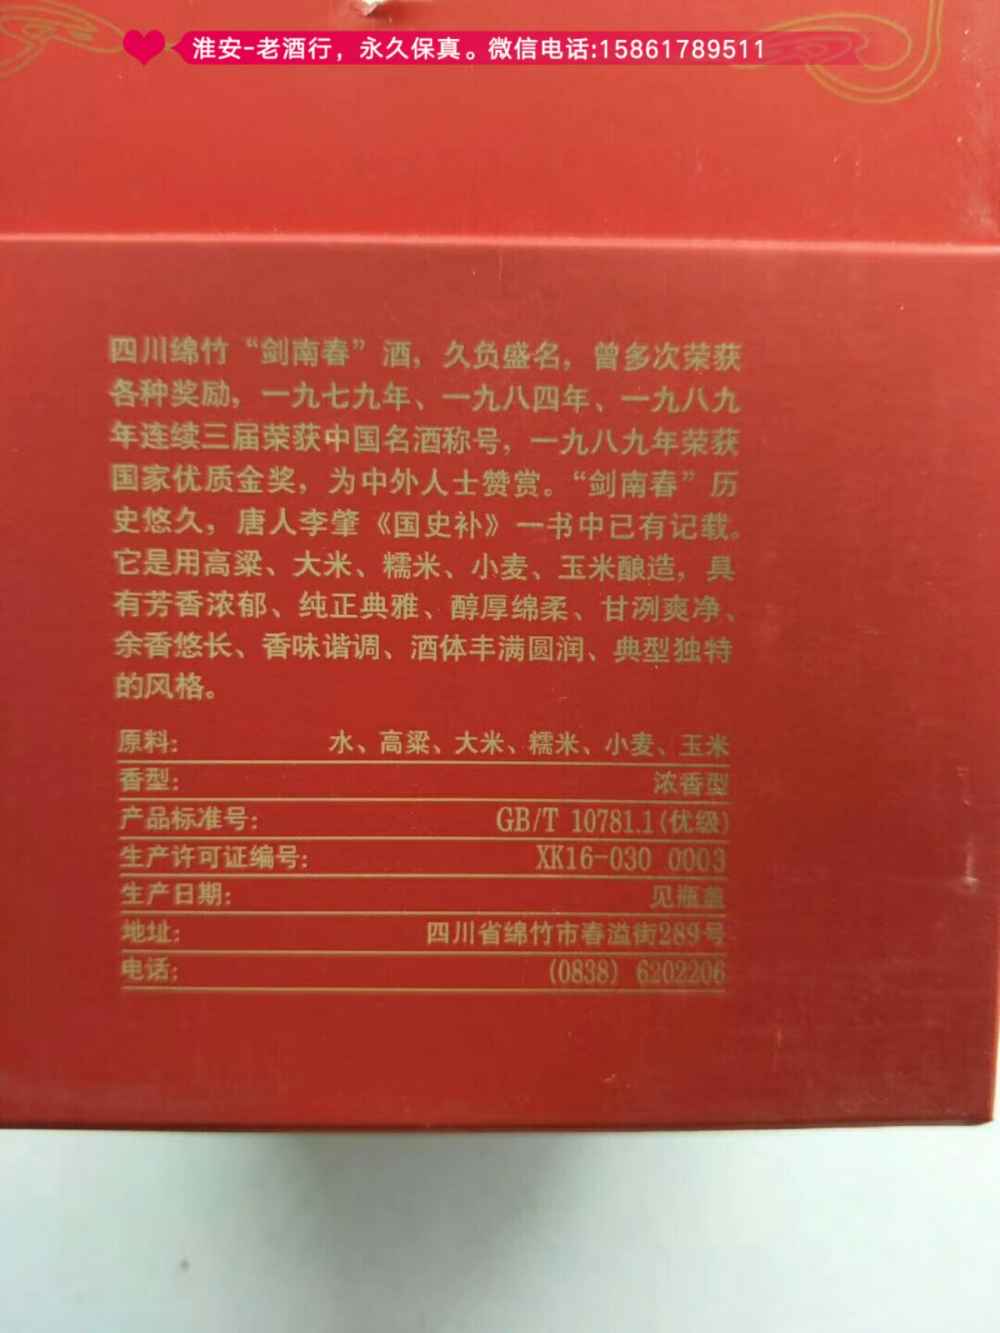 淮安-老酒行，永久保真。微信电话:15861789511
四川绵竹“剑南春”酒，久负盛名，曾多次荣获
各种奖励，一九七九年、一九八四年、一九八九
年连续三届荣获中国名酒称号，一九八九年荣获
国家优质金奖，为中外人士赞赏。“剑南春”历
史悠久，唐人李肇《国史补》一书中已有记载。
它是用高粱、大米、糯米、小麦、玉米酿造，具
有芳香浓郁、纯正典雅、醇厚绵柔、甘洌爽净、
余香悠长、香味谐调、酒体丰满圆润、典型独特
的风格。
原料: 水、高粱、大米、糯米、小麦、玉米
香型: 浓香型
产品标准号: GB/T 10781.1(优级)
生产许可证编号: XK16-030 0003
生产日期: 见瓶盖
地址: 四川省绵竹市春溢街289号
电话: (0838) 6202206